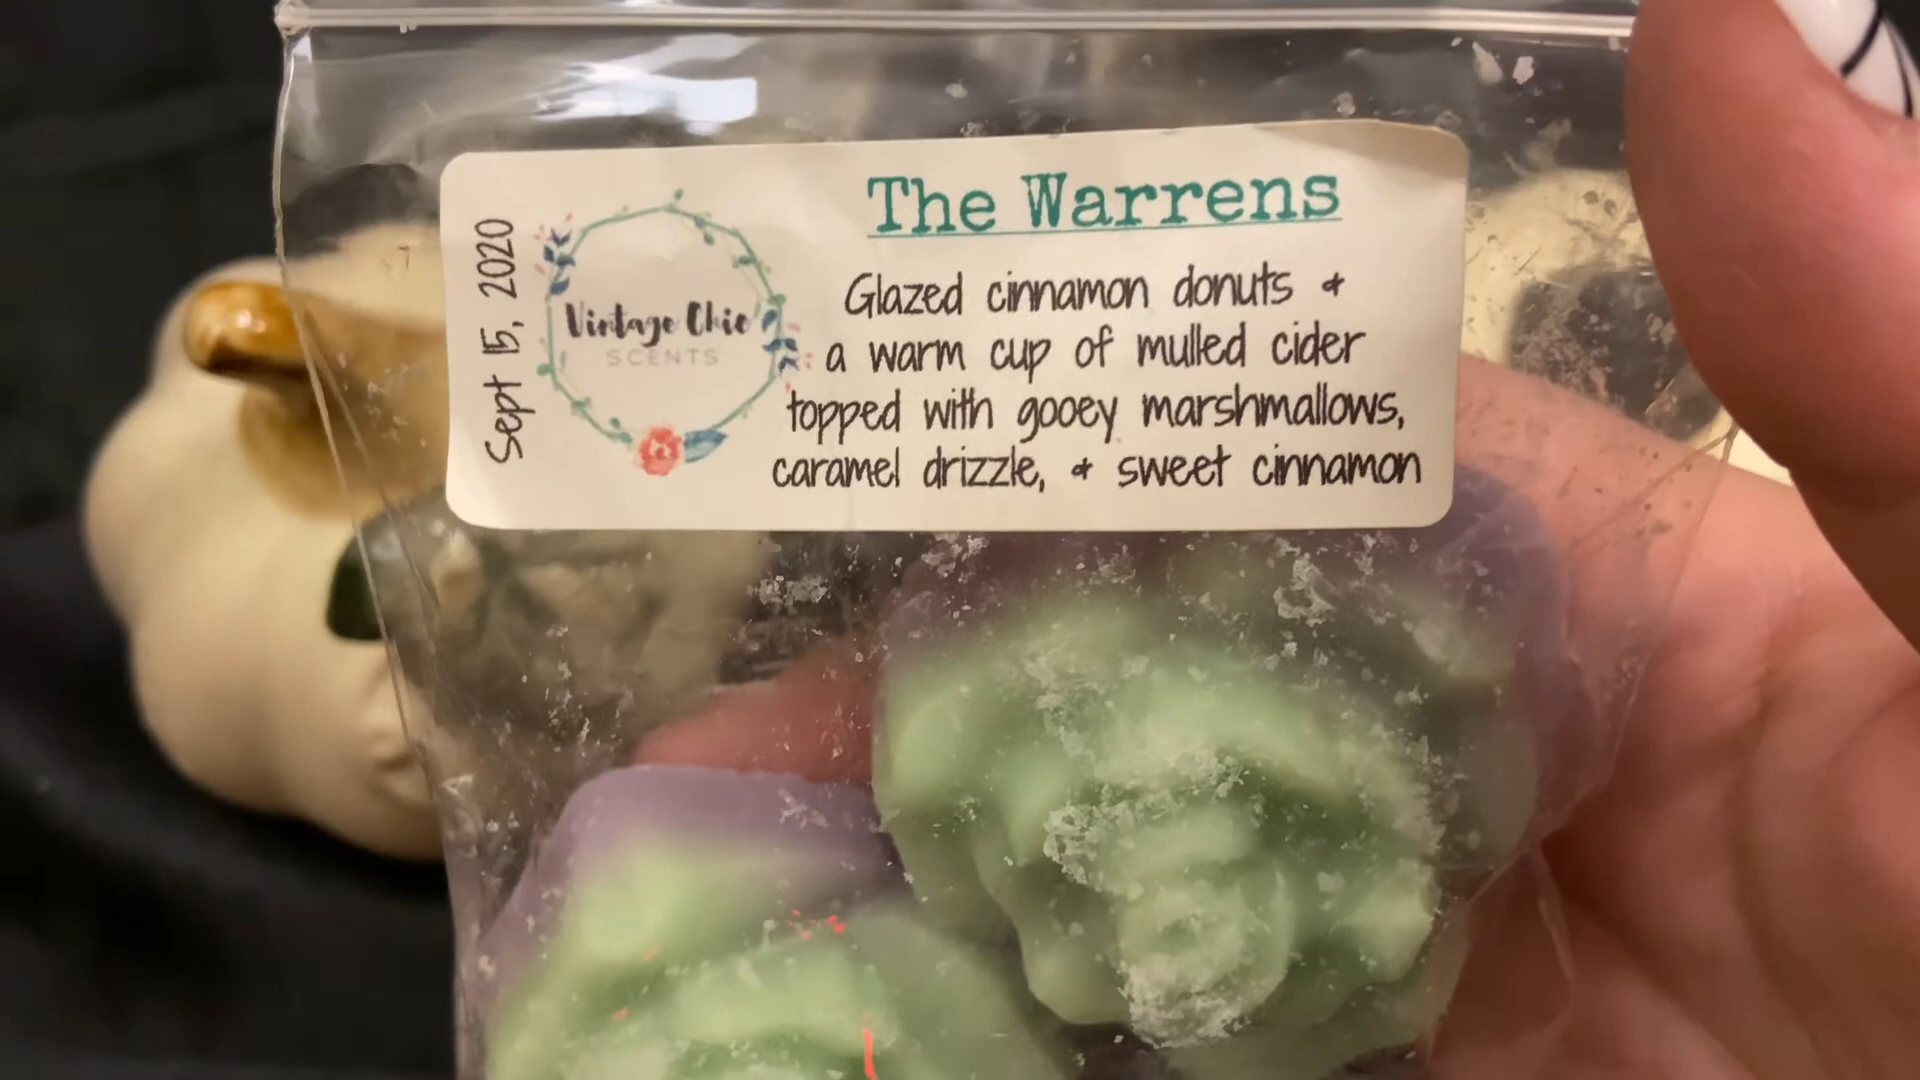 Sept 15, 2020
Vintage Chic
SCENTS
The Warrens
Glazed cinnamon donuts &
a warm cup of mulled cider
topped with gooey marshmallows,
caramel drizzle, & sweet cinnamon